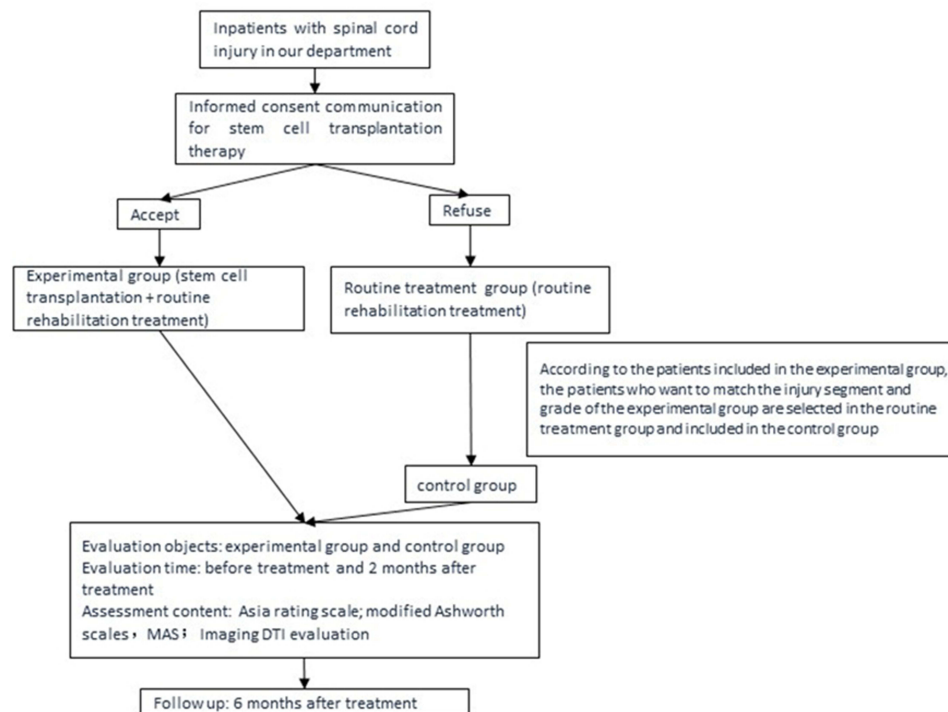 Inpatients with spinal cord
injury in our department
Informed consent communication
for stem cell transplantation
therapy
Accept
Refuse
Experimental group (stem cell
transplantation + routine
rehabilitation treatment)
Routine treatment group (routine
rehabilitation treatment)
According to the patients included in the experimental group,
the patients who want to match the injury segment and
grade of the experimental group are selected in the routine
treatment group and included in the control group
control group
Evaluation objects: experimental group and control group
Evaluation time: before treatment and 2 months after
treatment
Assessment content: Asia rating scale; modified Ashworth
scales，MAS； Imaging DTI evaluation
Follow up: 6 months after treatment